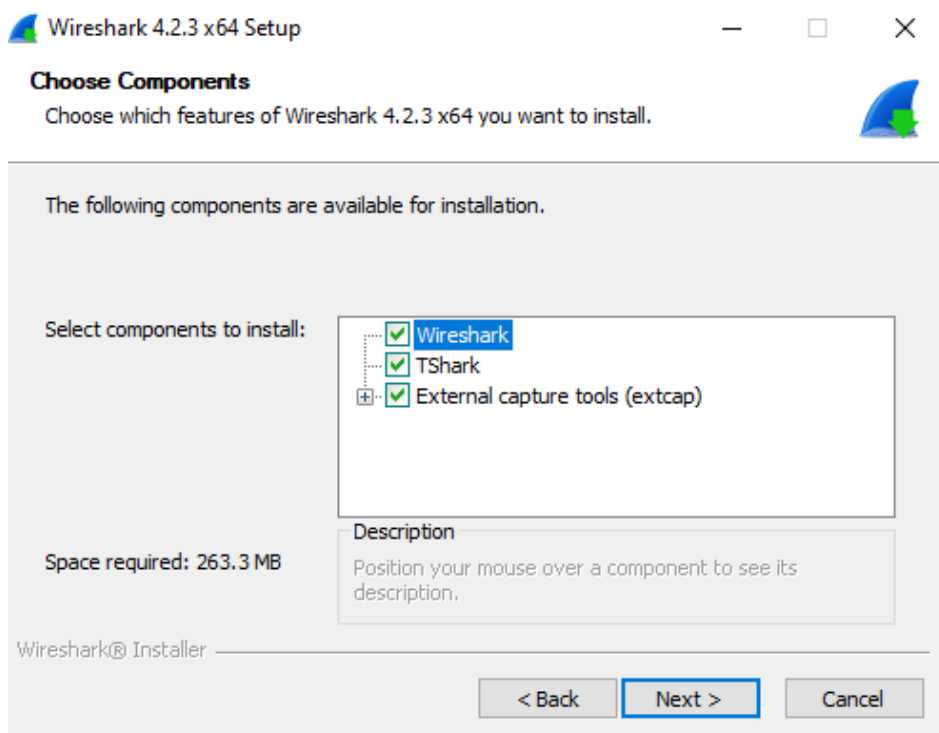 Wireshark 4.2.3 x64 Setup
Choose Components
Choose which features of Wireshark 4.2.3 x64 you want to install.
The following components are available for installation.
Select components to install:
Wireshark
TShark
External capture tools (extcap)
Space required: 263.3 MB
Description
Position your mouse over a component to see its
description.
Wireshark® Installer
< Back
Next >
Cancel